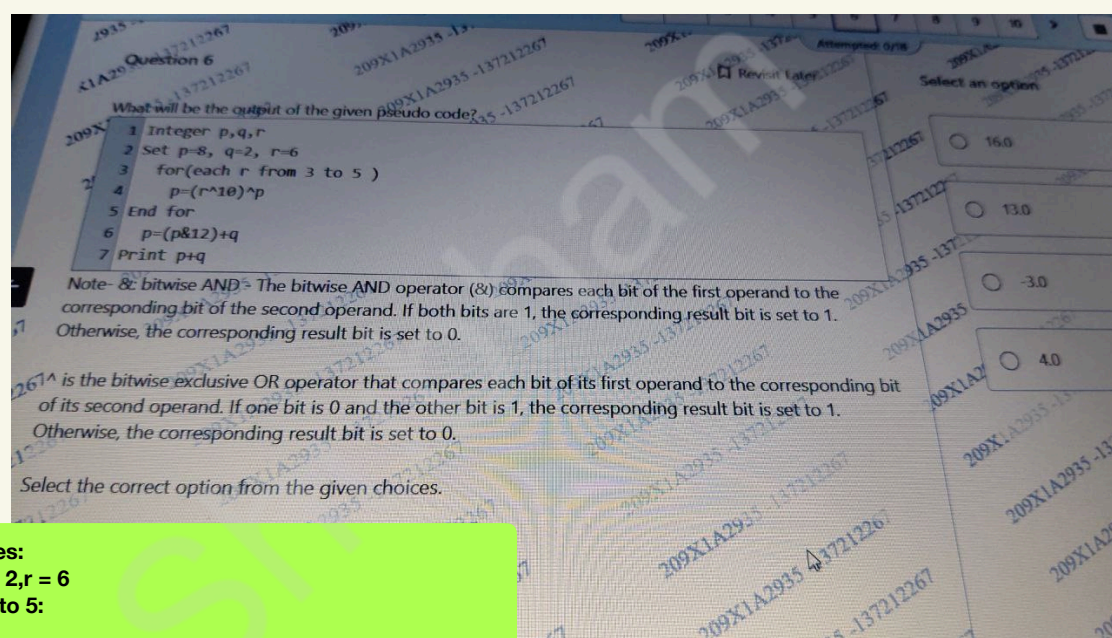 Question 6
Attempted: 6/18
Revisit Later
Select an option
What will be the output of the given pseudo code?
1 Integer p,q,r
2 Set p=8, q=2, r=6
3 for(each r from 3 to 5 )
4 p=(r^10)^p
5 End for
6 p=(p&12)+q
7 Print p+q
16.0
13.0
-3.0
4.0
Note- &: bitwise AND - The bitwise AND operator (&) compares each bit of the first operand to the
corresponding bit of the second operand. If both bits are 1, the corresponding result bit is set to 1.
Otherwise, the corresponding result bit is set to 0.
^ is the bitwise exclusive OR operator that compares each bit of its first operand to the corresponding bit
of its second operand. If one bit is 0 and the other bit is 1, the corresponding result bit is set to 1.
Otherwise, the corresponding result bit is set to 0.
Select the correct option from the given choices.
209X1A2935 -137212267
es:
2,r = 6
to 5: